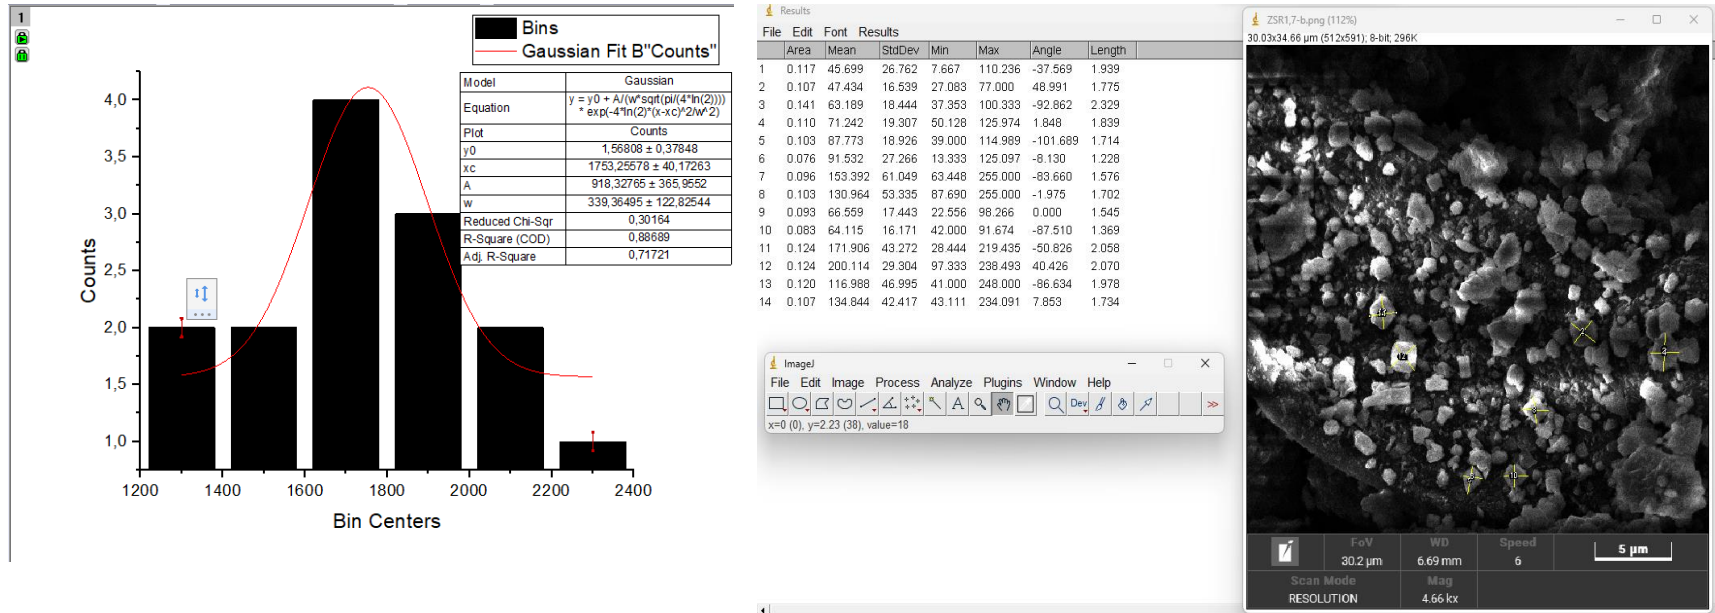 1
Bins
Gaussian Fit B"Counts"
Model Gaussian
Equation y = y0 + A/(w*sqrt(pi/(4*ln(2))))
* exp(-4*ln(2)*(x-xc)^2/w^2)
Plot Counts
y0 1,56808 ± 0,37848
xc 1753,25578 ± 40,17263
A 918,32765 ± 365,9552
w 339,36495 ± 122,82544
Reduced Chi-Sqr 0,30164
R-Square (COD) 0,88689
Adj. R-Square 0,71721
4,0
3,5
3,0
2,5
2,0
1,5
1,0
Counts
1200 1400 1600 1800 2000 2200 2400
Bin Centers
Results
File Edit Font Results
Area Mean StdDev Min Max Angle Length
1 0.117 45.699 26.762 7.667 110.236 -37.569 1.939
2 0.107 47.434 16.539 27.083 77.000 48.991 1.775
3 0.141 63.189 18.444 37.353 100.333 -92.862 2.329
4 0.110 71.242 19.307 50.128 125.974 1.848 1.839
5 0.103 87.773 18.926 39.000 114.989 -101.689 1.714
6 0.076 91.532 27.266 13.333 125.097 -8.130 1.228
7 0.096 153.392 61.049 63.448 255.000 -83.660 1.576
8 0.103 130.964 53.335 87.690 255.000 -1.975 1.702
9 0.093 66.559 17.443 22.556 98.266 0.000 1.545
10 0.083 64.115 16.171 42.000 91.674 -87.510 1.369
11 0.124 171.906 43.272 28.444 219.435 -50.826 2.058
12 0.124 200.114 29.304 97.333 238.493 40.426 2.070
13 0.120 116.988 46.995 41.000 248.000 -86.634 1.978
14 0.107 134.844 42.417 43.111 234.091 7.853 1.734
ImageJ
File Edit Image Process Analyze Plugins Window Help
A Dev >>
x=0 (0), y=2.23 (38), value=18
ZSR1,7-b.png (112%)
30.03x34.66 µm (512x591); 8-bit; 296K
12
10
FoV WD Speed
30.2 µm 6.69 mm 6
5 µm
Scan Mode Mag
RESOLUTION 4.66 kx